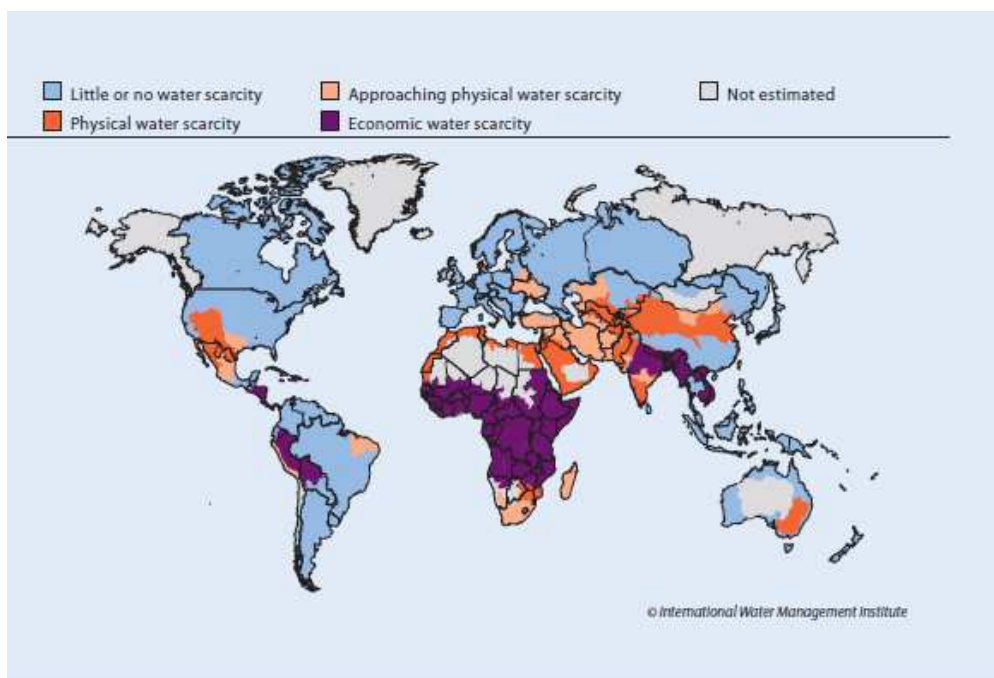 Little or no water scarcity
Approaching physical water scarcity
Not estimated
Physical water scarcity
Economic water scarcity
© International Water Management Institute